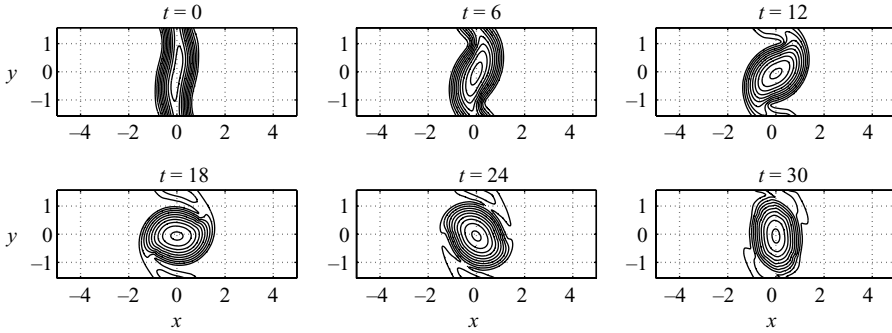 t = 0
t = 6
t = 12
y
1
0
–1
1
0
–1
1
0
–1
–4 –2 0 2 4
–4 –2 0 2 4
–4 –2 0 2 4
t = 18
t = 24
t = 30
y
1
0
–1
1
0
–1
1
0
–1
–4 –2 0 2 4
–4 –2 0 2 4
–4 –2 0 2 4
x
x
x